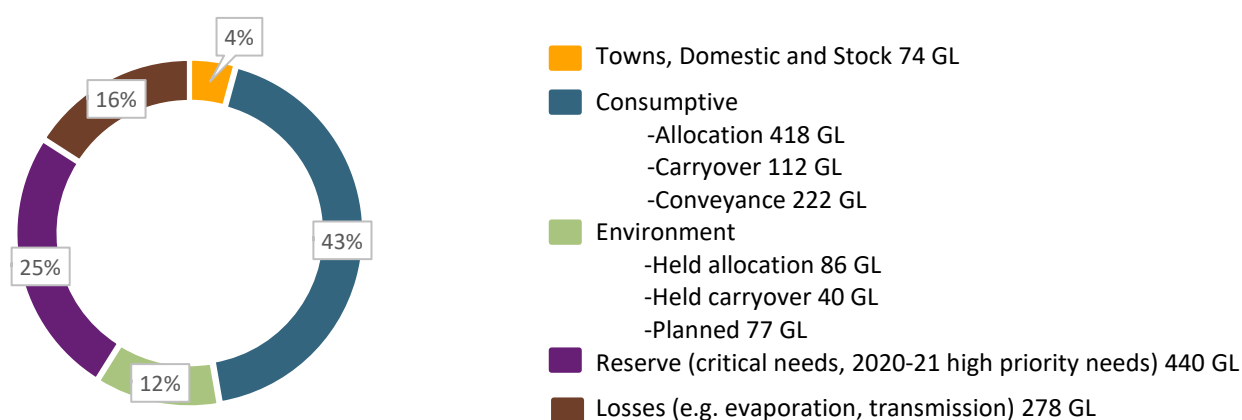 4%
16%
43%
25%
12%
Towns, Domestic and Stock 74 GL
Consumptive
-Allocation 418 GL
-Carryover 112 GL
-Conveyance 222 GL
Environment
-Held allocation 86 GL
-Held carryover 40 GL
-Planned 77 GL
Reserve (critical needs, 2020-21 high priority needs) 440 GL
Losses (e.g. evaporation, transmission) 278 GL